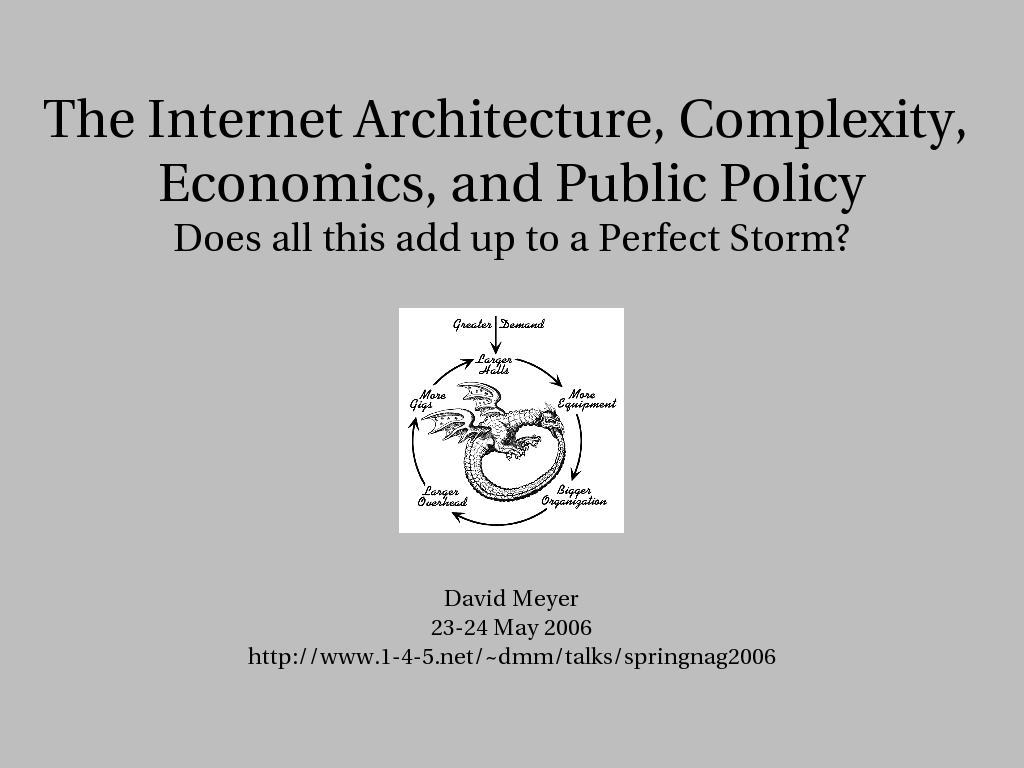 The Internet Architecture, Complexity,
Economics, and Public Policy
Does all this add up to a Perfect Storm?
Greater Demand
Larger
Halls
More
Equipment
Bigger
Organization
Larger
Overhead
More
Gigs
David Meyer
23-24 May 2006
http://www.1-4-5.net/~dmm/talks/springnag2006